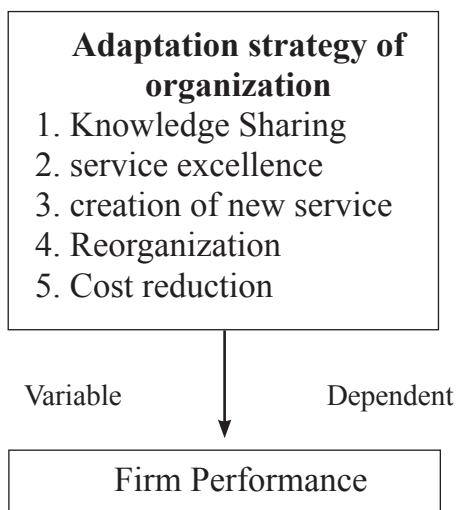 Adaptation strategy of
organization
1. Knowledge Sharing
2. service excellence
3. creation of new service
4. Reorganization
5. Cost reduction
Variable Dependent
Firm Performance